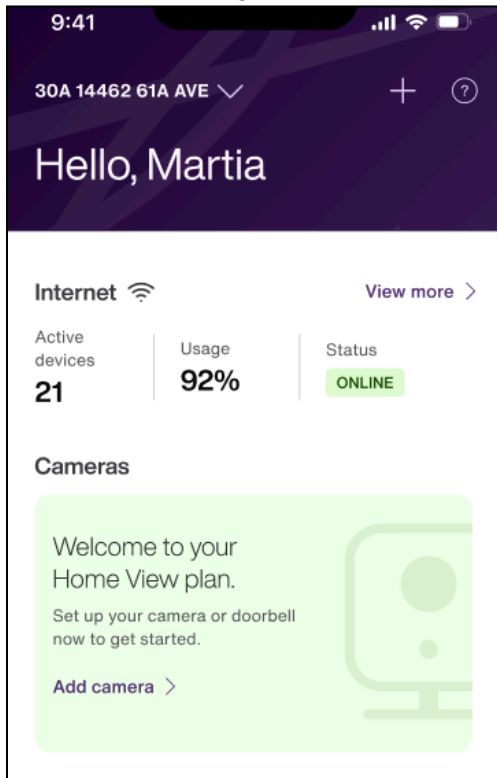 9:41
30A 14462 61A AVE
?
Hello, Martia
Internet
View more
Active
devices
21
Usage
92%
Status
ONLINE
Cameras
Welcome to your
Home View plan.
Set up your camera or doorbell
now to get started.
Add camera